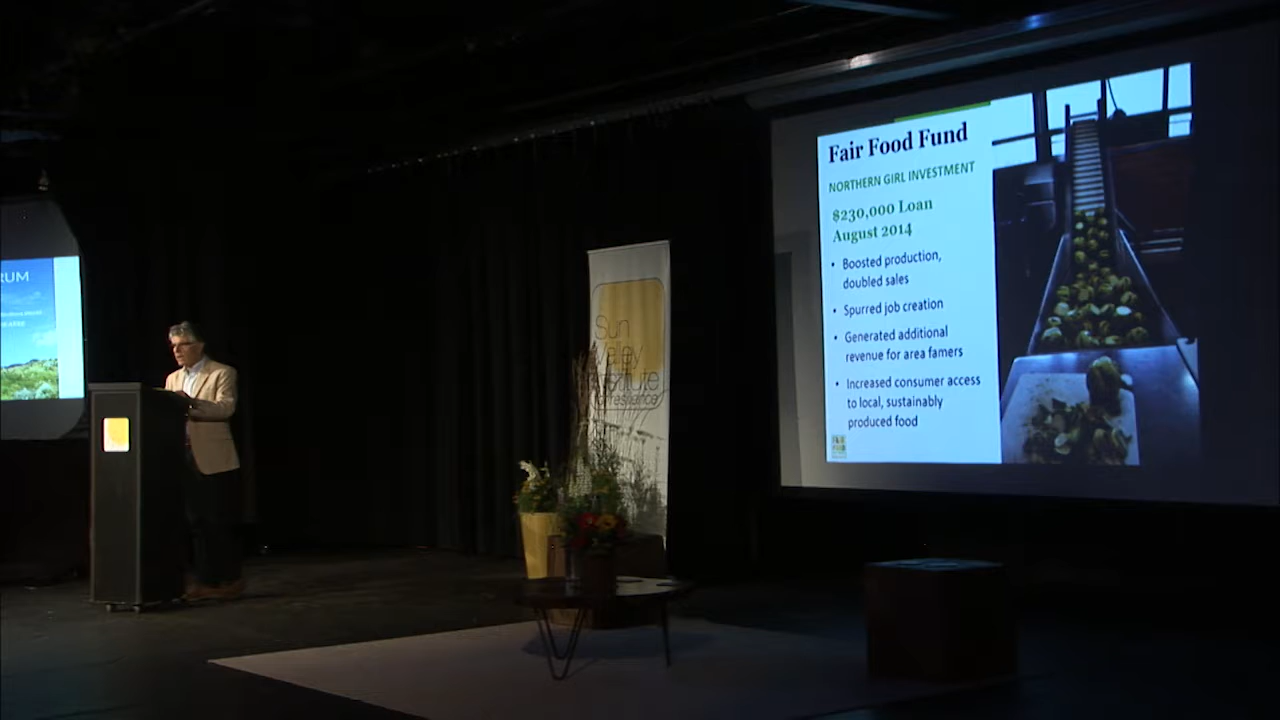 RUM
Sun
Valley
Institute
Fair Food Fund
NORTHERN GIRL INVESTMENT
$230,000 Loan
August 2014
• Boosted production,
doubled sales
• Spurred job creation
• Generated additional
revenue for area famers
• Increased consumer access
to local, sustainably
produced food